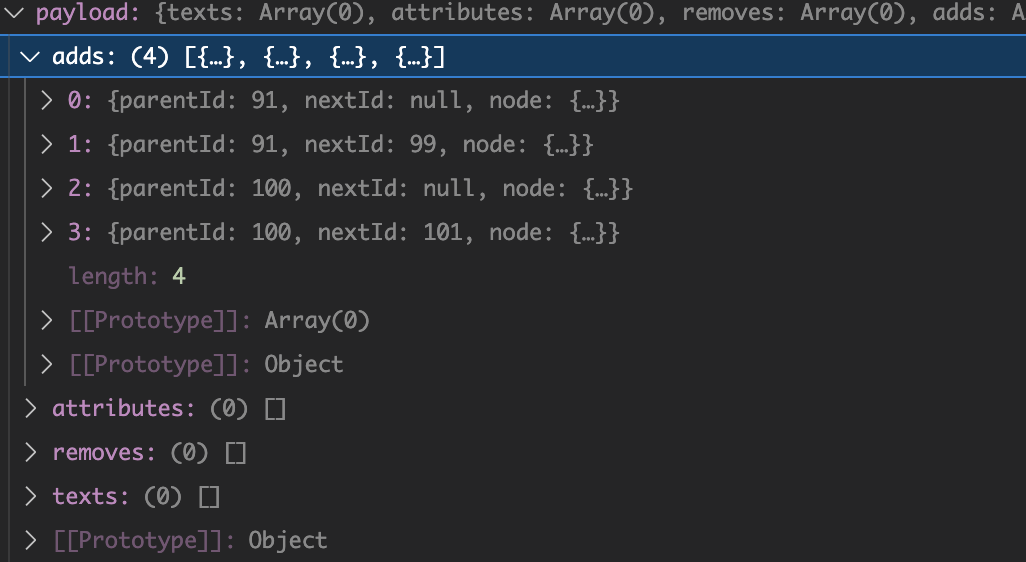 payload: {texts: Array(0), attributes: Array(0), removes: Array(0), adds: A
adds: (4) [{…}, {…}, {…}, {…}]
0: {parentId: 91, nextId: null, node: {…}}
1: {parentId: 91, nextId: 99, node: {…}}
2: {parentId: 100, nextId: null, node: {…}}
3: {parentId: 100, nextId: 101, node: {…}}
length: 4
[[Prototype]]: Array(0)
[[Prototype]]: Object
attributes: (0) []
removes: (0) []
texts: (0) []
[[Prototype]]: Object